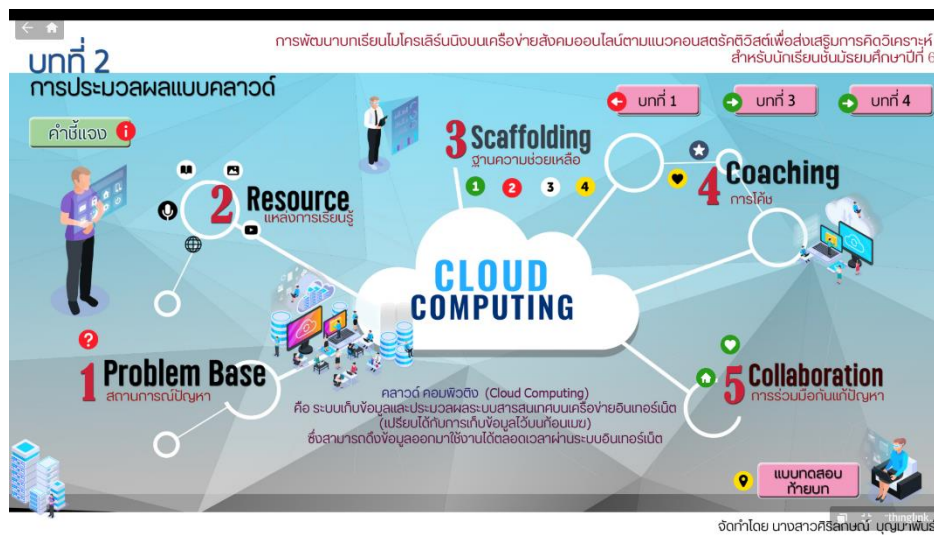 การพัฒนาบทเรียนไมโครเลิร์นนิงบนเครือข่ายสังคมออนไลน์ตามแนวคอนสตรัคติวิสต์เพื่อส่งเสริมการคิดวิเคราะห์
สำหรับนักเรียนชั้นมัธยมศึกษาปีที่ 6
บทที่ 2
การประมวลผลแบบคลาวด์
คำชี้แจง i
บทที่ 1
บทที่ 3
บทที่ 4
3 Scaffolding
ฐานความช่วยเหลือ
1 2 3 4
4 Coaching
การโค้ช
2 Resource
แหล่งการเรียนรู้
CLOUD
COMPUTING
?
1 Problem Base
สถานการณ์ปัญหา
5 Collaboration
การร่วมมือกันแก้ปัญหา
คลาวด์ คอมพิวติง (Cloud Computing)
คือ ระบบเก็บข้อมูลและประมวลผลระบบสารสนเทศบนเครือข่ายอินเทอร์เน็ต
(เปรียบได้กับการเก็บข้อมูลไว้บนก้อนเมฆ)
ซึ่งสามารถดึงข้อมูลออกมาใช้งานได้ตลอดเวลาผ่านระบบอินเทอร์เน็ต
แบบทดสอบ
ท้ายบท
thinglink
จัดทำโดย นางสาวศิริลักษณ์ บุญมาพันธ์